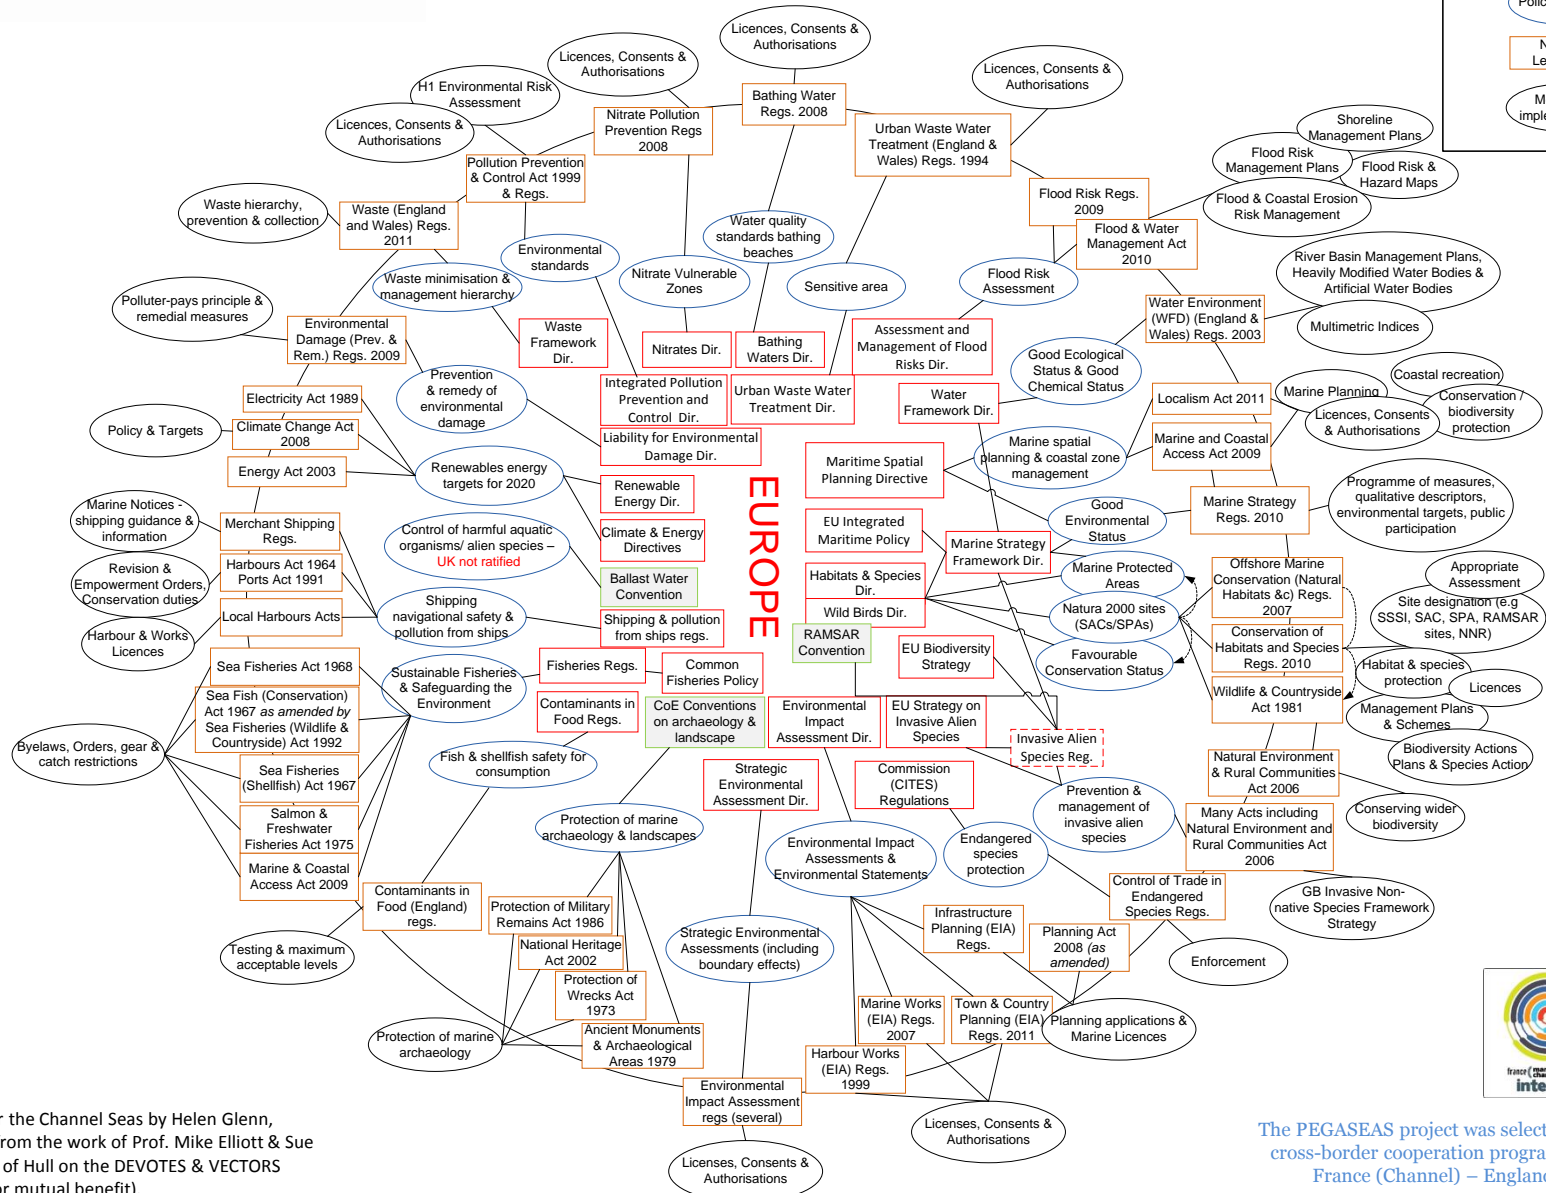 Licences, Consents &
Authorisations
Licences, Consents &
Authorisations
Licences, Consents &
Authorisations
H1 Environmental Risk
Assessment
Licences, Consents &
Authorisations
Bathing Water
Regs. 2008
Nitrate Pollution
Prevention Regs
2008
Urban Waste Water
Treatment (England &
Wales) Regs. 1994
Pollution Prevention
& Control Act 1999
& Regs.
Shoreline
Management Plans
Flood Risk
Management Plans
Flood Risk &
Hazard Maps
Flood & Coastal Erosion
Risk Management
Flood Risk Regs.
2009
Flood & Water
Management Act
2010
Waste hierarchy,
prevention & collection
Waste (England
and Wales) Regs.
2011
Environmental
standards
Water quality
standards bathing
beaches
Waste minimisation &
management hierarchy
Nitrate Vulnerable
Zones
Sensitive area
Flood Risk
Assessment
River Basin Management Plans,
Heavily Modified Water Bodies &
Artificial Water Bodies
Multimetric Indices
Water Environment
(WFD) (England &
Wales) Regs. 2003
Polluter-pays principle &
remedial measures
Environmental
Damage (Prev. &
Rem.) Regs. 2009
Waste
Framework
Dir.
Nitrates Dir.
Bathing
Waters Dir.
Assessment and
Management of Flood
Risks Dir.
Good Ecological
Status & Good
Chemical Status
Prevention
& remedy of
environmental
damage
Integrated Pollution
Prevention and
Control Dir.
Urban Waste Water
Treatment Dir.
Water
Framework Dir.
Electricity Act 1989
Policy & Targets
Climate Change Act
2008
Energy Act 2003
Renewables energy
targets for 2020
Liability for Environmental
Damage Dir.
Renewable
Energy Dir.
Climate & Energy
Directives
Localism Act 2011
Marine Planning
Coastal recreation
Conservation /
biodiversity
protection
Licences, Consents
& Authorisations
Marine and Coastal
Access Act 2009
Marine spatial
planning & coastal zone
management
Maritime Spatial
Planning Directive
EUROPE
Marine Notices -
shipping guidance &
information
Merchant Shipping
Regs.
Control of harmful aquatic
organisms/ alien species –
UK not ratified
Ballast Water
Convention
EU Integrated
Maritime Policy
Marine Strategy
Framework Dir.
Good
Environmental
Status
Marine Strategy
Regs. 2010
Programme of measures,
qualitative descriptors,
environmental targets, public
participation
Revision &
Empowerment Orders,
Conservation duties
Harbours Act 1964
Ports Act 1991
Local Harbours Acts
Harbour & Works
Licences
Shipping
navigational safety &
pollution from ships
Shipping & pollution
from ships regs.
Habitats & Species
Dir.
Wild Birds Dir.
RAMSAR
Convention
Marine Protected
Areas
Natura 2000 sites
(SACs/SPAs)
Favourable
Conservation Status
Offshore Marine
Conservation (Natural
Habitats &c) Regs.
2007
Conservation of
Habitats and Species
Regs. 2010
Wildlife & Countryside
Act 1981
Appropriate
Assessment
Site designation (e.g
SSSI, SAC, SPA, RAMSAR
sites, NNR)
Habitat & species
protection
Licences
Management Plans
& Schemes
Biodiversity Actions
Plans & Species Action
Sea Fisheries Act 1968
Sea Fish (Conservation)
Act 1967 as amended by
Sea Fisheries (Wildlife &
Countryside) Act 1992
Sea Fisheries
(Shellfish) Act 1967
Salmon &
Freshwater
Fisheries Act 1975
Marine & Coastal
Access Act 2009
Byelaws, Orders, gear &
catch restrictions
Sustainable Fisheries
& Safeguarding the
Environment
Fisheries Regs.
Common
Fisheries Policy
Contaminants in
Food Regs.
CoE Conventions
on archaeology &
landscape
Environmental
Impact
Assessment Dir.
EU Biodiversity
Strategy
EU Strategy on
Invasive Alien
Species
Invasive Alien
Species Reg.
Fish & shellfish safety for
consumption
Strategic
Environmental
Assessment Dir.
Commission
(CITES)
Regulations
Prevention &
management of
invasive alien
species
Natural Environment
& Rural Communities
Act 2006
Conserving wider
biodiversity
Many Acts including
Natural Environment and
Rural Communities Act
2006
GB Invasive Non-
native Species Framework
Strategy
Protection of marine
archaeology & landscapes
Environmental Impact
Assessments &
Environmental Statements
Endangered
species
protection
Control of Trade in
Endangered
Species Regs.
Enforcement
Contaminants in
Food (England)
regs.
Testing & maximum
acceptable levels
Protection of Military
Remains Act 1986
National Heritage
Act 2002
Protection of
Wrecks Act
1973
Ancient Monuments
& Archaeological
Areas 1979
Protection of marine
archaeology
Strategic Environmental
Assessments (including
boundary effects)
Infrastructure
Planning (EIA)
Regs.
Planning Act
2008 (as
amended)
Marine Works
(EIA) Regs.
2007
Town & Country
Planning (EIA)
Regs. 2011
Planning applications &
Marine Licences
Harbour Works
(EIA) Regs.
1999
Environmental
Impact Assessment
regs (several)
Licenses, Consents &
Authorisations
Licenses, Consents &
Authorisations
r the Channel Seas by Helen Glenn,
rom the work of Prof. Mike Elliott & Sue
of Hull on the DEVOTES & VECTORS
or mutual benefit).
The PEGASEAS project was select
cross-border cooperation progra
France (Channel) – England